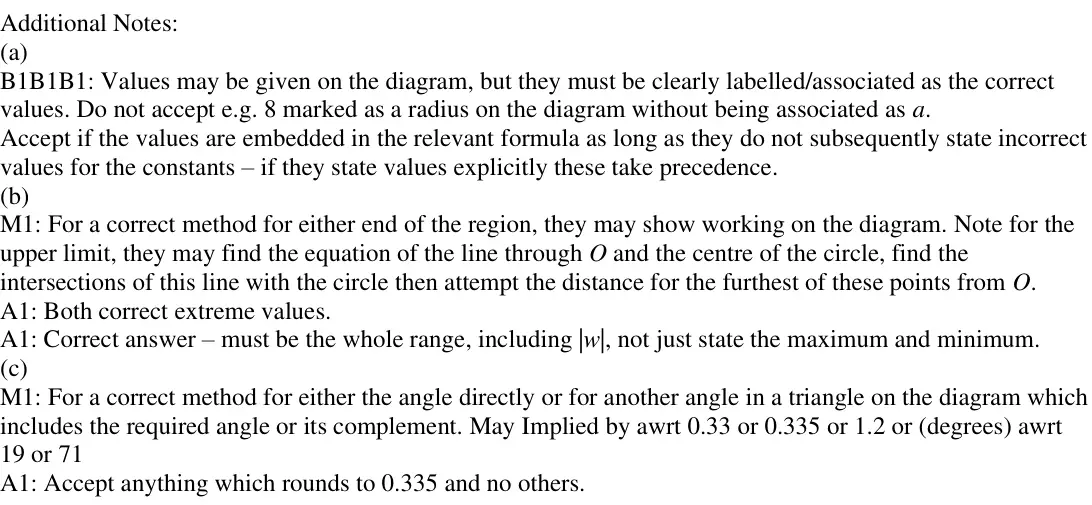 Additional Notes:
(a)
B1B1B1: Values may be given on the diagram, but they must be clearly labelled/associated as the correct
values. Do not accept e.g. 8 marked as a radius on the diagram without being associated as a.
Accept if the values are embedded in the relevant formula as long as they do not subsequently state incorrect
values for the constants – if they state values explicitly these take precedence.
(b)
M1: For a correct method for either end of the region, they may show working on the diagram. Note for the
upper limit, they may find the equation of the line through O and the centre of the circle, find the
intersections of this line with the circle then attempt the distance for the furthest of these points from O.
A1: Both correct extreme values.
A1: Correct answer – must be the whole range, including |w|, not just state the maximum and minimum.
(c)
M1: For a correct method for either the angle directly or for another angle in a triangle on the diagram which
includes the required angle or its complement. May Implied by awrt 0.33 or 0.335 or 1.2 or (degrees) awrt
19 or 71
A1: Accept anything which rounds to 0.335 and no others.